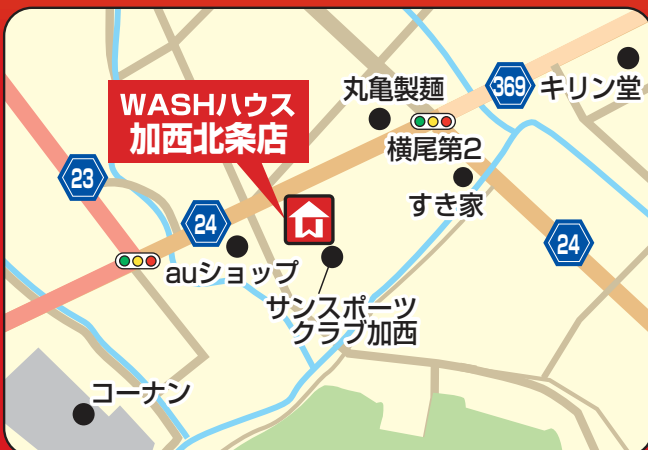 丸亀製麺
369
キリン堂
WASHハウス
加西北条店
横尾第2
23
すき家
24
24
auショップ
サンスポーツ
クラブ加西
コーナン